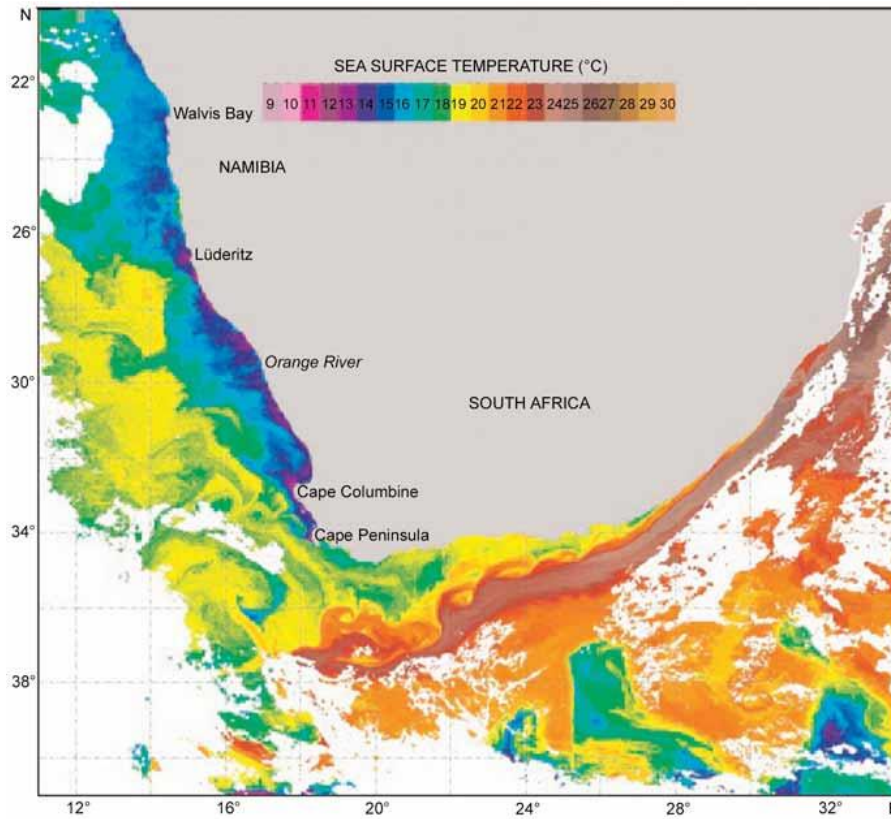 N
SEA SURFACE TEMPERATURE (°C)
22°
9 10 11 12 13 14 15 16 17 18 19 20 21 22 23 24 25 26 27 28 29 30
Walvis Bay
NAMIBIA
26°
Lüderitz
Orange River
30°
SOUTH AFRICA
Cape Columbine
34°
Cape Peninsula
38°
12° 16° 20° 24° 28° 32°